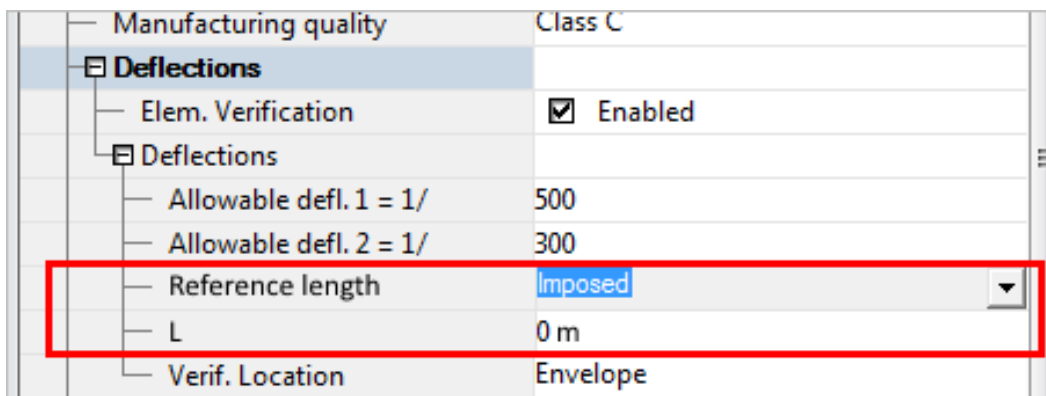 Manufacturing quality Class C
Deflections
Elem. Verification Enabled
Deflections
Allowable defl. 1 = 1/ 500
Allowable defl. 2 = 1/ 300
Reference length Imposed
L 0 m
Verif. Location Envelope